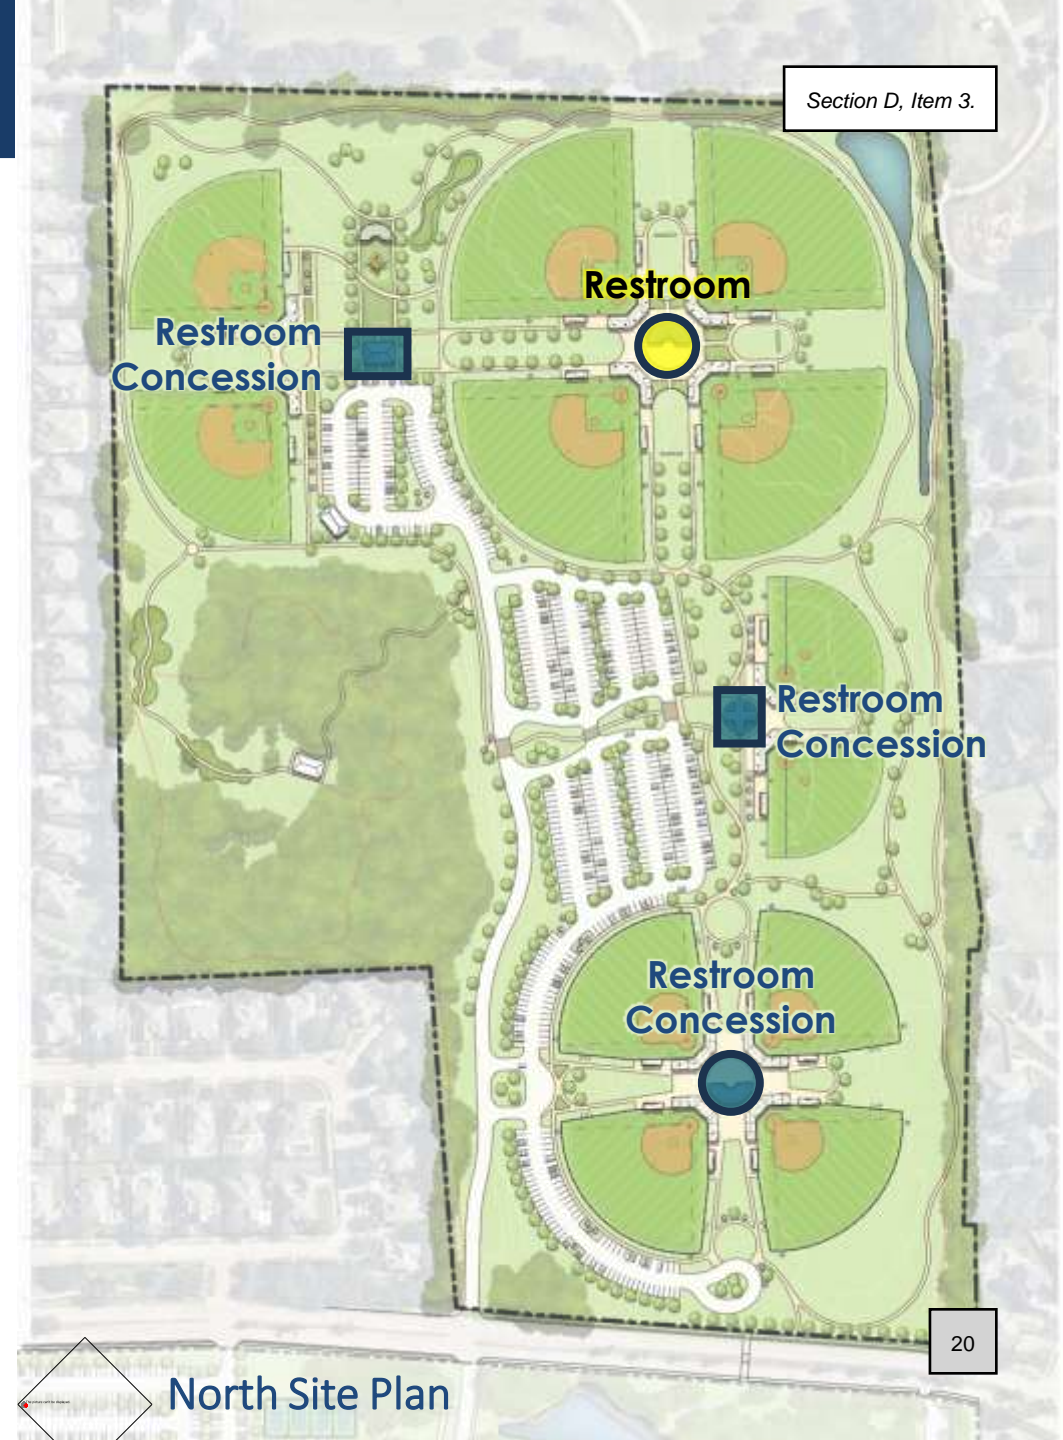 Section D, Item 3.
Restroom
Restroom
Concession
Restroom
Concession
Restroom
Concession
20
North Site Plan